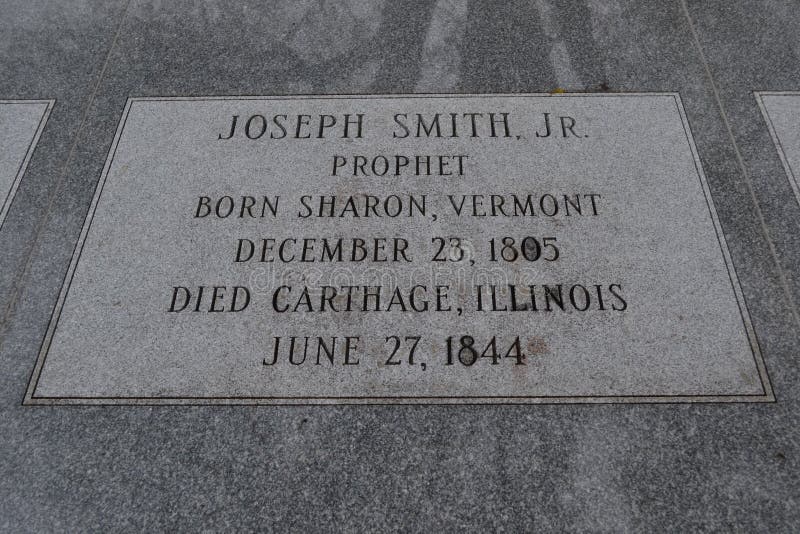 JOSEPH SMITH, JR.
PROPHET
BORN SHARON, VERMONT
DECEMBER 23, 1805
DIED CARTHAGE, ILLINOIS
JUNE 27, 1844